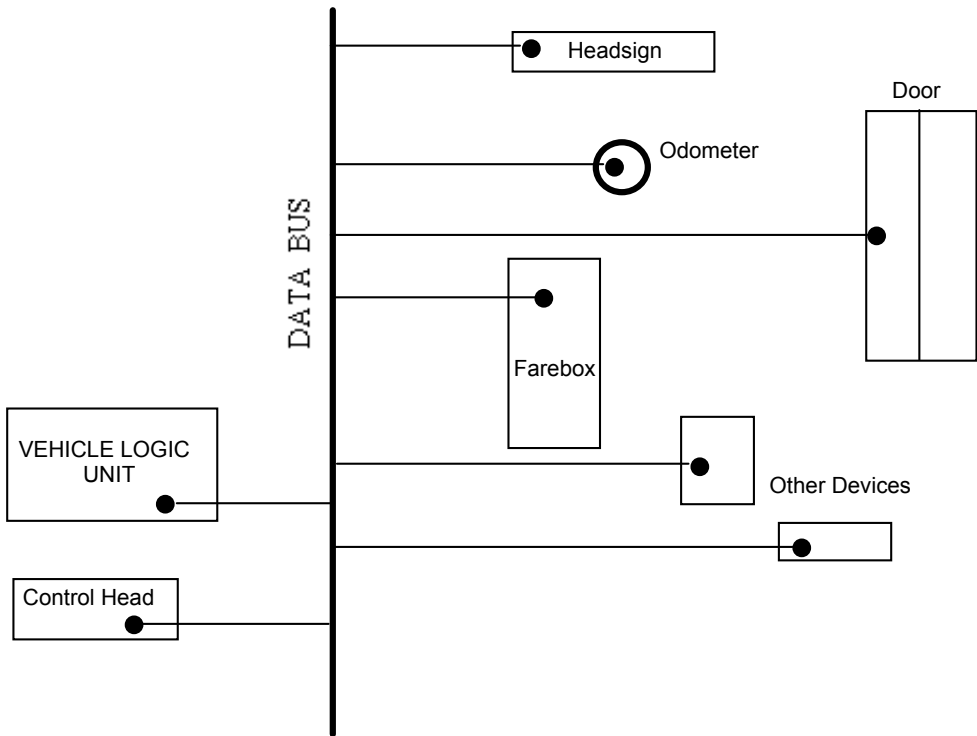 Headsign
Door
Odometer
DATA BUS
Farebox
VEHICLE LOGIC
UNIT
Other Devices
Control Head